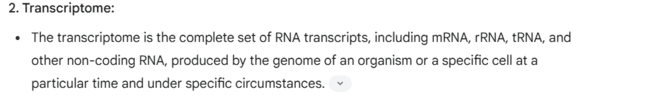 2. Transcriptome:
• The transcriptome is the complete set of RNA transcripts, including mRNA, rRNA, tRNA, and
other non-coding RNA, produced by the genome of an organism or a specific cell at a
particular time and under specific circumstances.